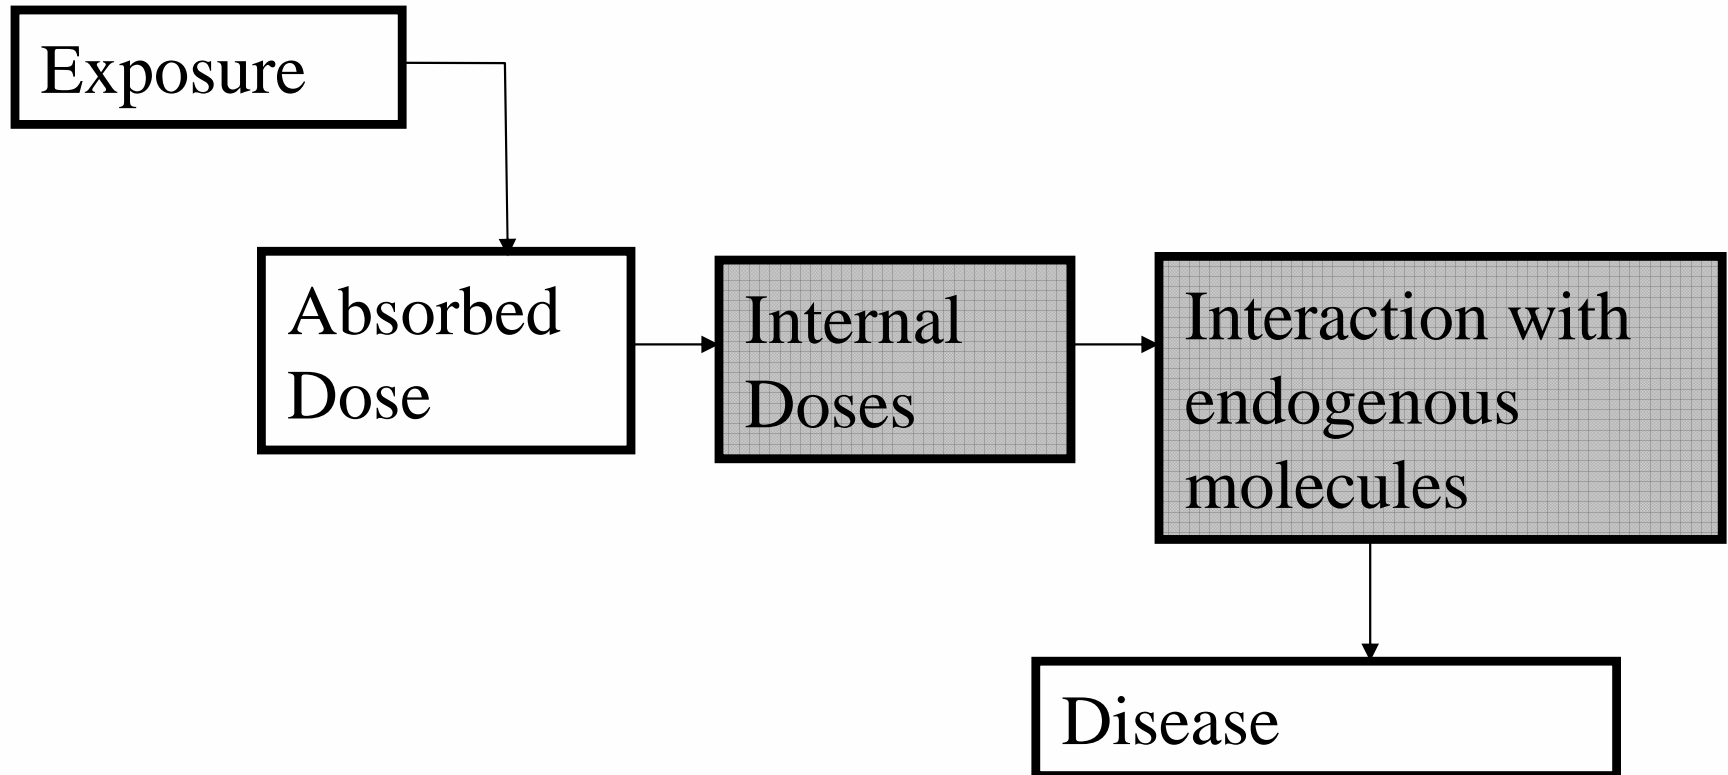 Exposure
Absorbed
Dose
Internal
Doses
Interaction with
endogenous
molecules
Disease